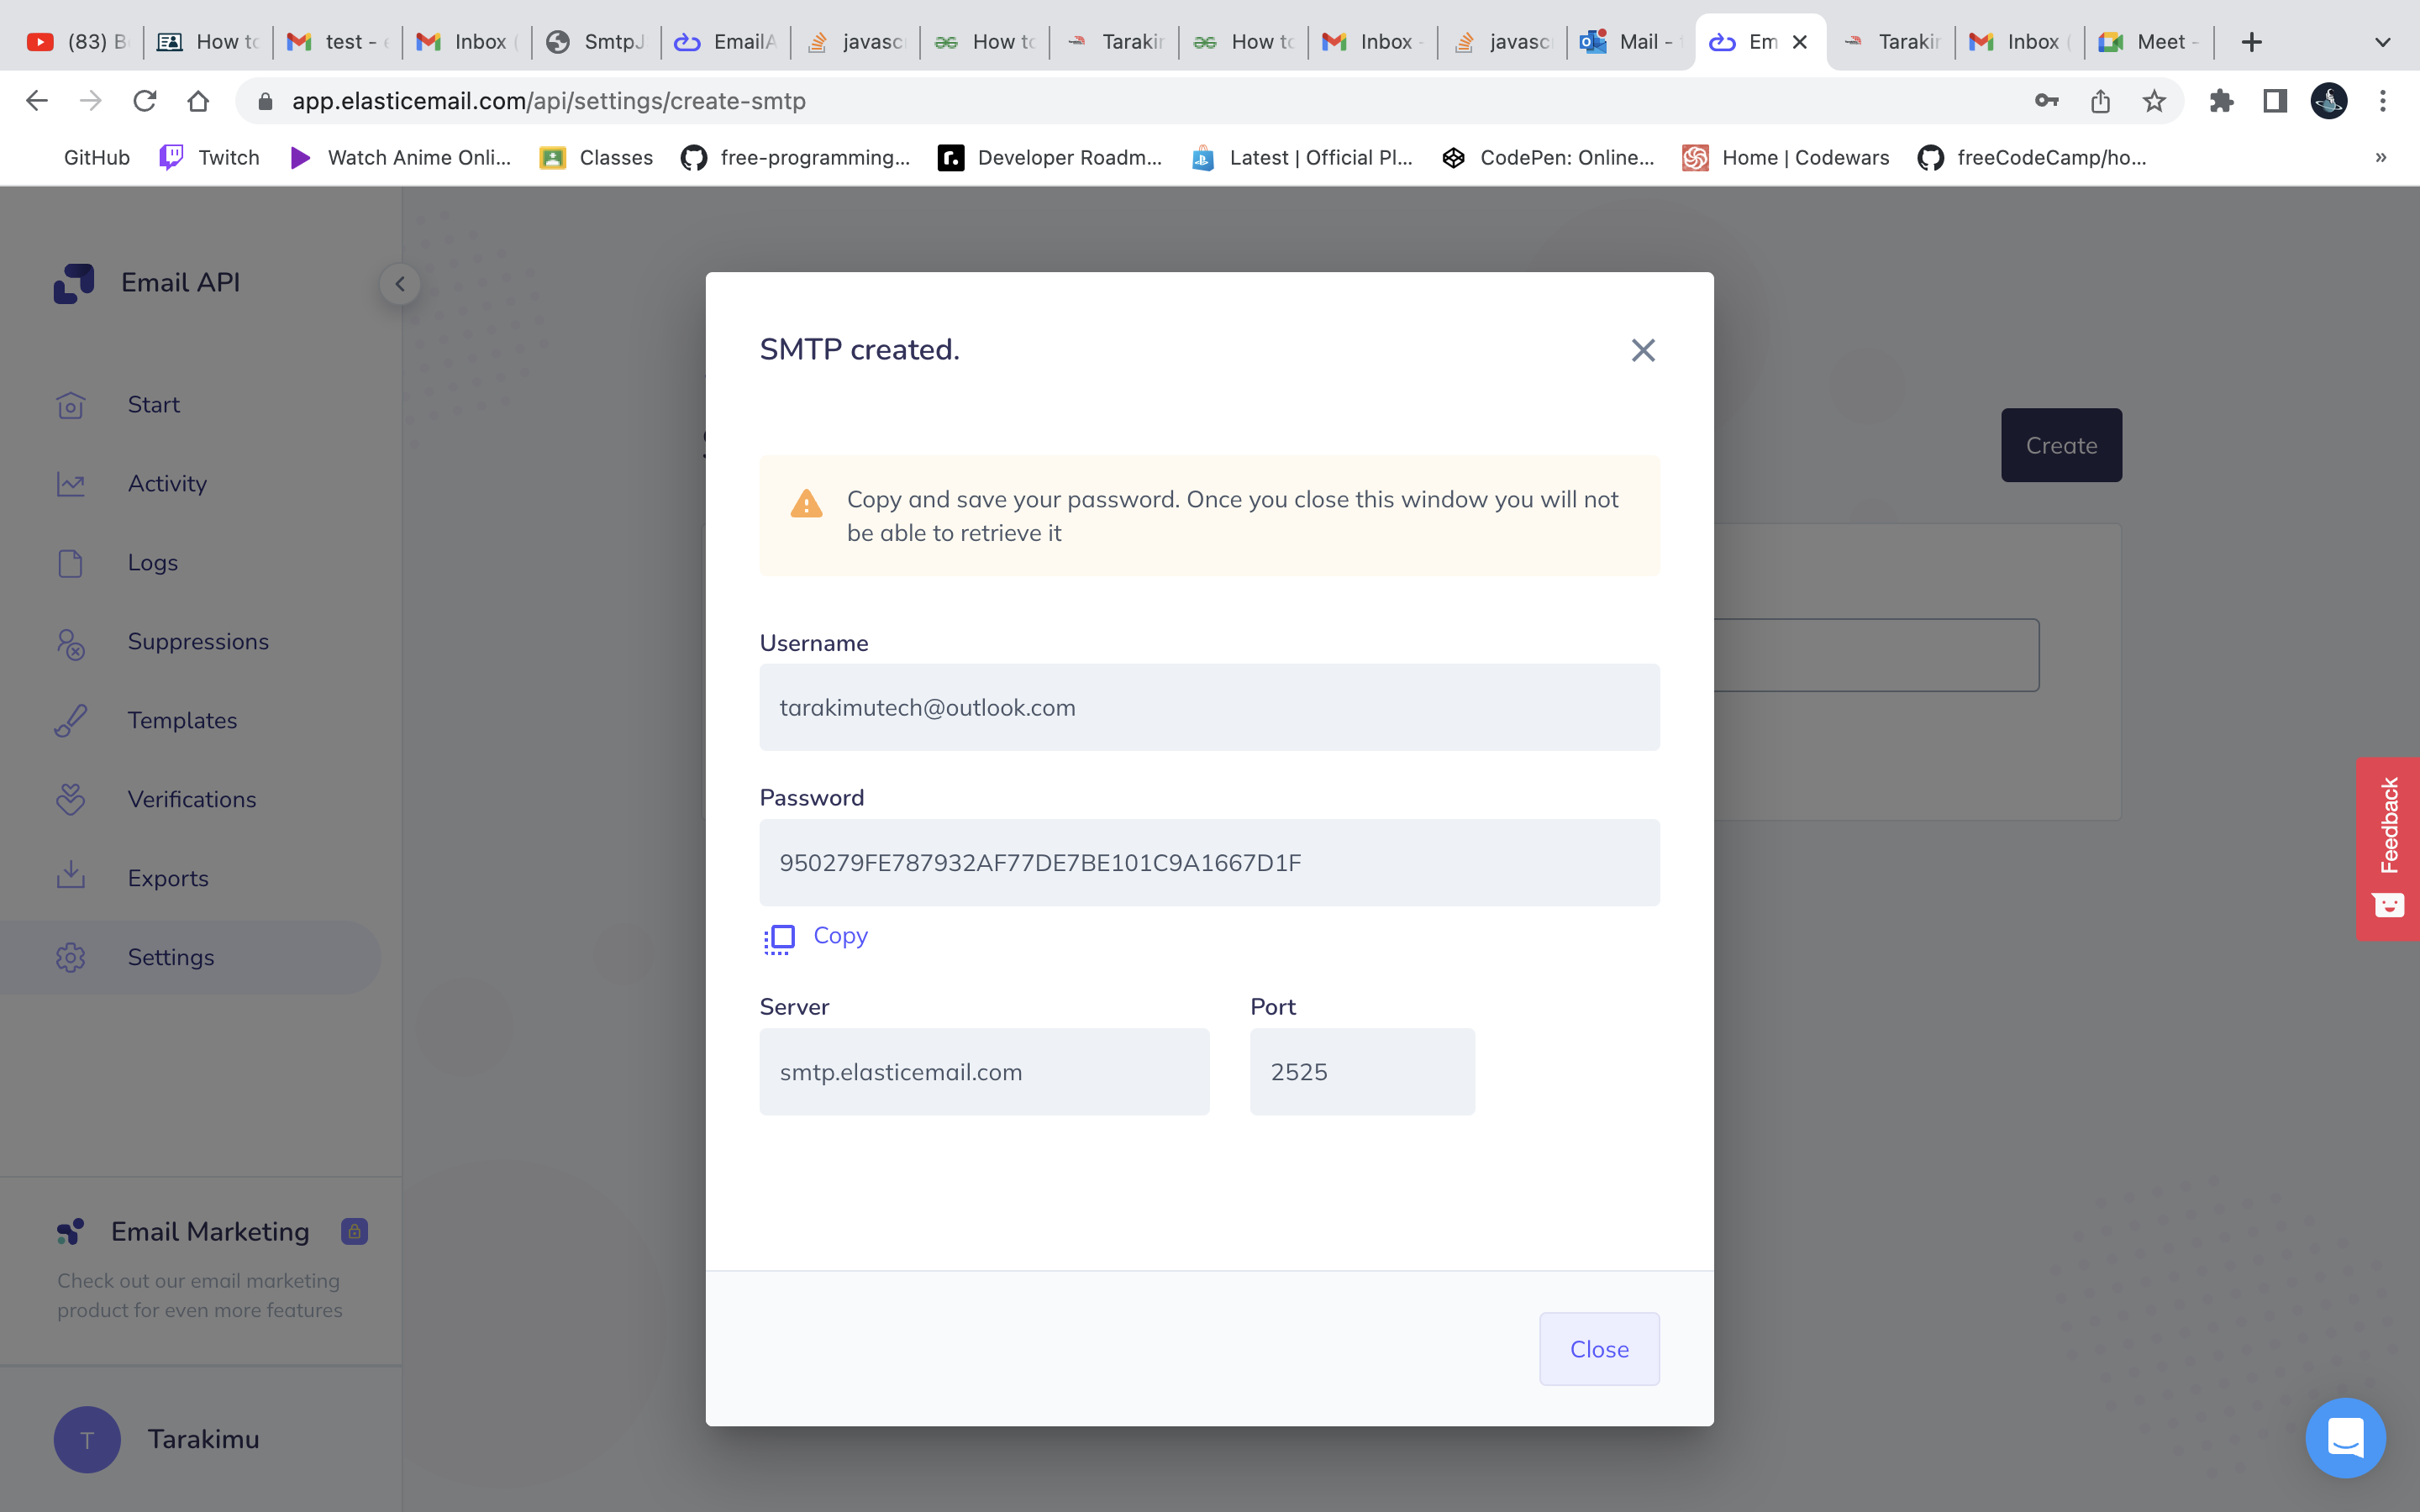 (83) B
How to
test -
Inbox
SmtpJ
EmailA
javasc
How to
Tarakin
How to
Inbox -
javasc
Mail -
Em
Tarakin
Inbox
Meet -
app.elasticemail.com/api/settings/create-smtp
GitHub
Twitch
Watch Anime Onli...
Classes
free-programming...
Developer Roadm...
Latest | Official Pl...
CodePen: Online...
Home | Codewars
freeCodeCamp/ho...
»
Email API
Start
Activity
Logs
Suppressions
Templates
Verifications
Exports
Settings
Email Marketing
Check out our email marketing
product for even more features
T
Tarakimu
Create
SMTP created.
Copy and save your password. Once you close this window you will not
be able to retrieve it
Username
tarakimutech@outlook.com
Password
950279FE787932AF77DE7BE101C9A1667D1F
Copy
Server
Port
smtp.elasticemail.com
2525
Close
Feedback